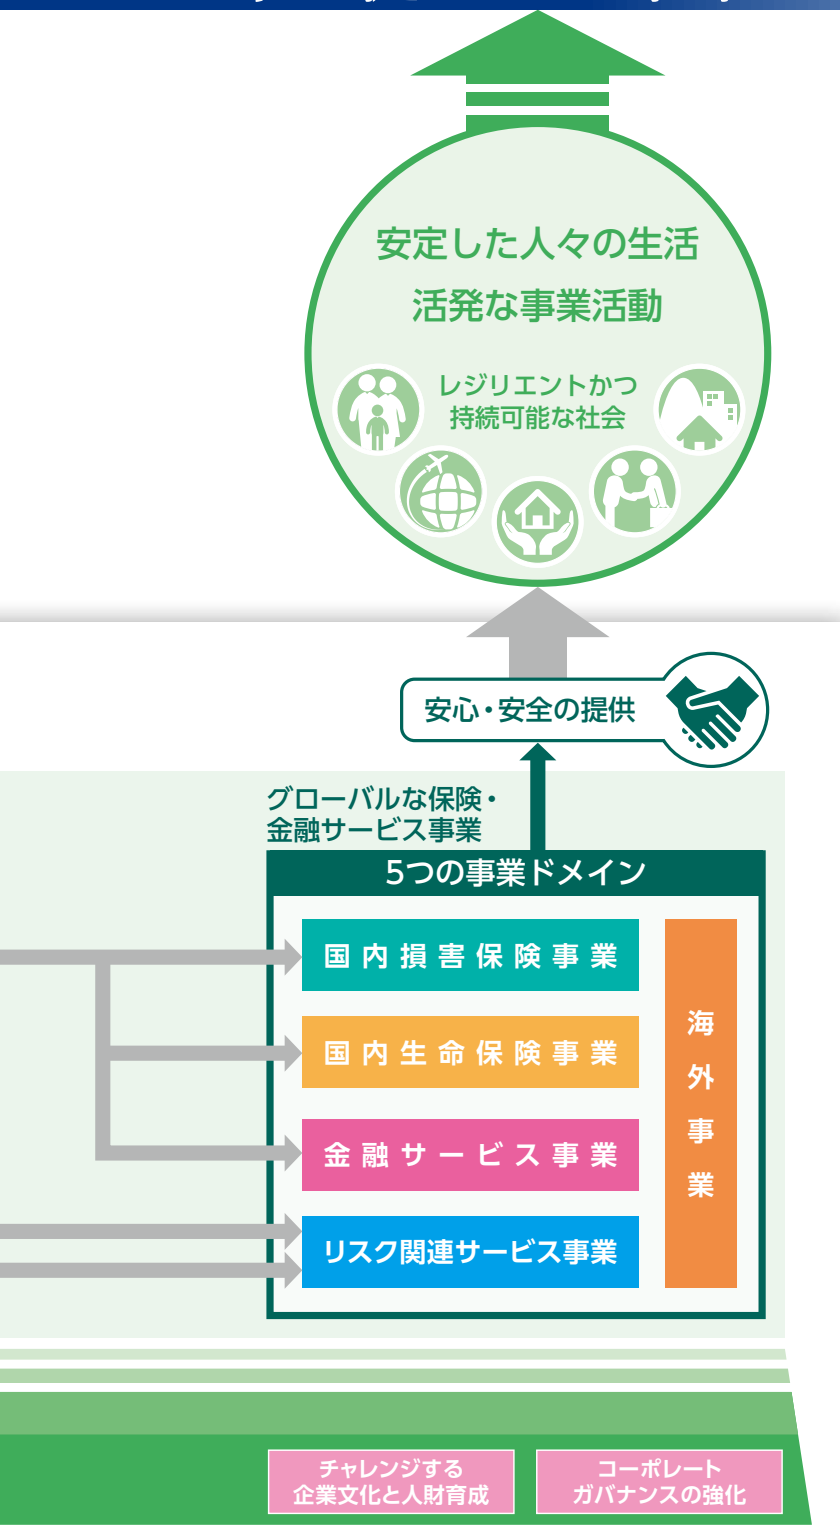 安定した人々の生活
活発な事業活動
レジリエントかつ
持続可能な社会
安心・安全の提供
グローバルな保険・
金融サービス事業
5つの事業ドメイン
国内損害保険事業
国内生命保険事業
金融サービス事業
リスク関連サービス事業
海外事業
チャレンジする
企業文化と人財育成
コーポレート
ガバナンスの強化